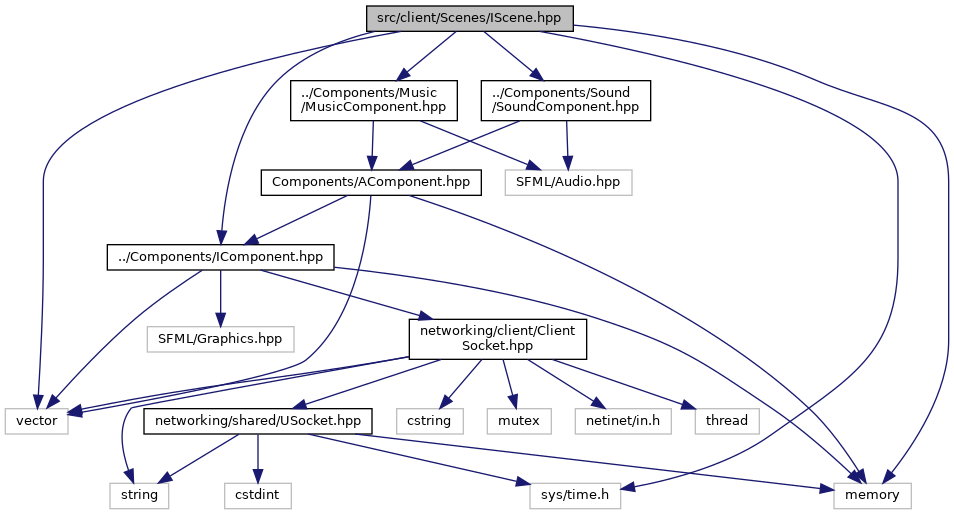 src/client/Scenes/IScene.hpp
../Components/Music
/MusicComponent.hpp
../Components/Sound
/SoundComponent.hpp
Components/AComponent.hpp
SFML/Audio.hpp
../Components/IComponent.hpp
SFML/Graphics.hpp
networking/client/Client
Socket.hpp
vector
networking/shared/USocket.hpp
cstring
mutex
netinet/in.h
thread
string
cstdint
sys/time.h
memory